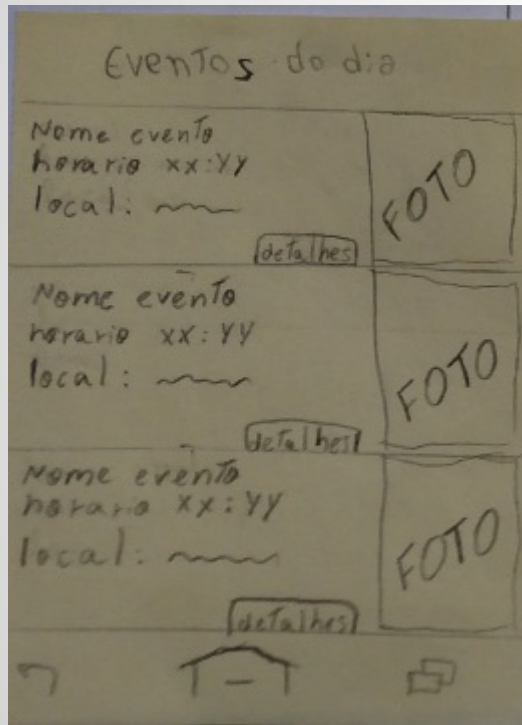 Eventos do dia
Nome evento
horario xx:yy
local:
detalhes
FOTO
Nome evento
horario xx:yy
local:
detalhes
FOTO
Nome evento
horario xx:yy
local:
detalhes
FOTO